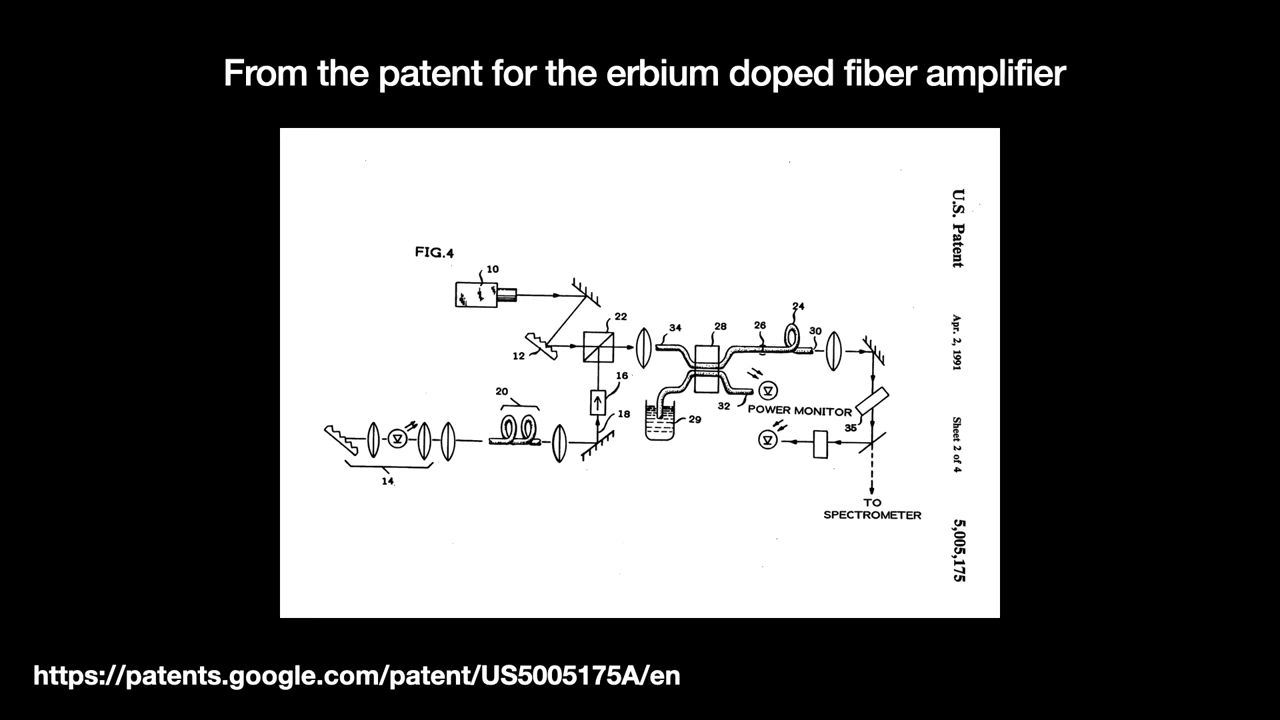 From the patent for the erbium doped fiber amplifier
U.S. Patent
Apr. 2, 1991
Sheet 2 of 4
5,005,175
FIG.4
10
24
22
34
28
26
30
12
16
20
18
32
29
POWER MONITOR
35
14
TO
SPECTROMETER
https://patents.google.com/patent/US5005175A/en